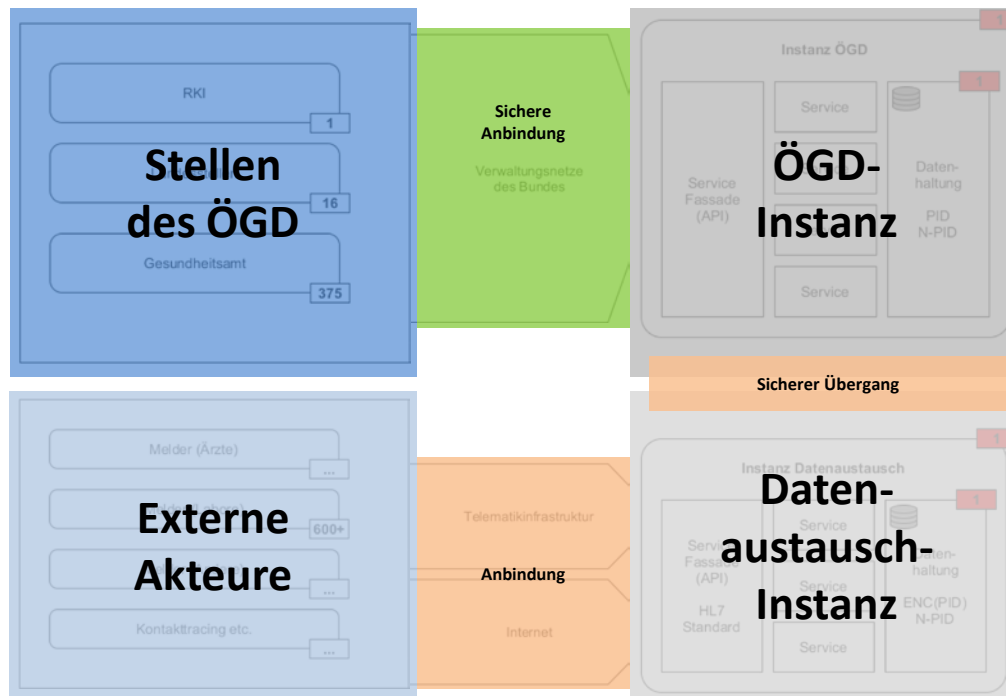 RKI
1
16
Gesundheitsamt
375
Stellen
des ÖGD
Sichere
Anbindung
Verwaltungsnetze
des Bundes
1
Instanz ÖGD
1
Service
Fassade
(API)
Service
Service
Daten-
haltung
PID
N-PID
ÖGD-
Instanz
Sicherer Übergang
Melder (Ärzte)
...
600+
...
Kontakttracing etc.
...
Externe
Akteure
Telematikinfrastruktur
Anbindung
Internet
1
Instanz Datenaustausch
1
Fassade
(API)
HL7
Standard
Service
Service
Service
haltung
ENC(PID)
N-PID
Daten-
austausch-
Instanz